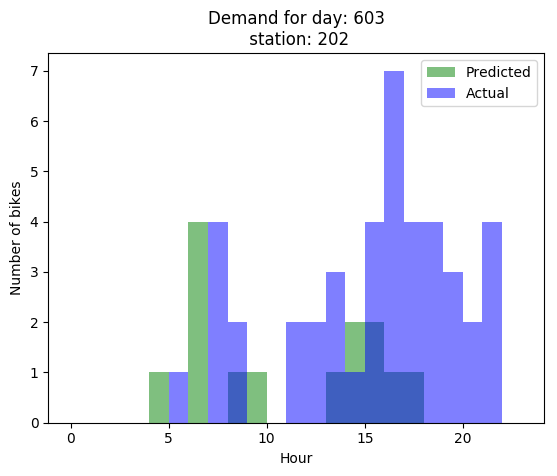 Demand for day: 603
station: 202
Predicted
Actual
Number of bikes
7
6
5
4
3
2
1
0
0 5 10 15 20
Hour